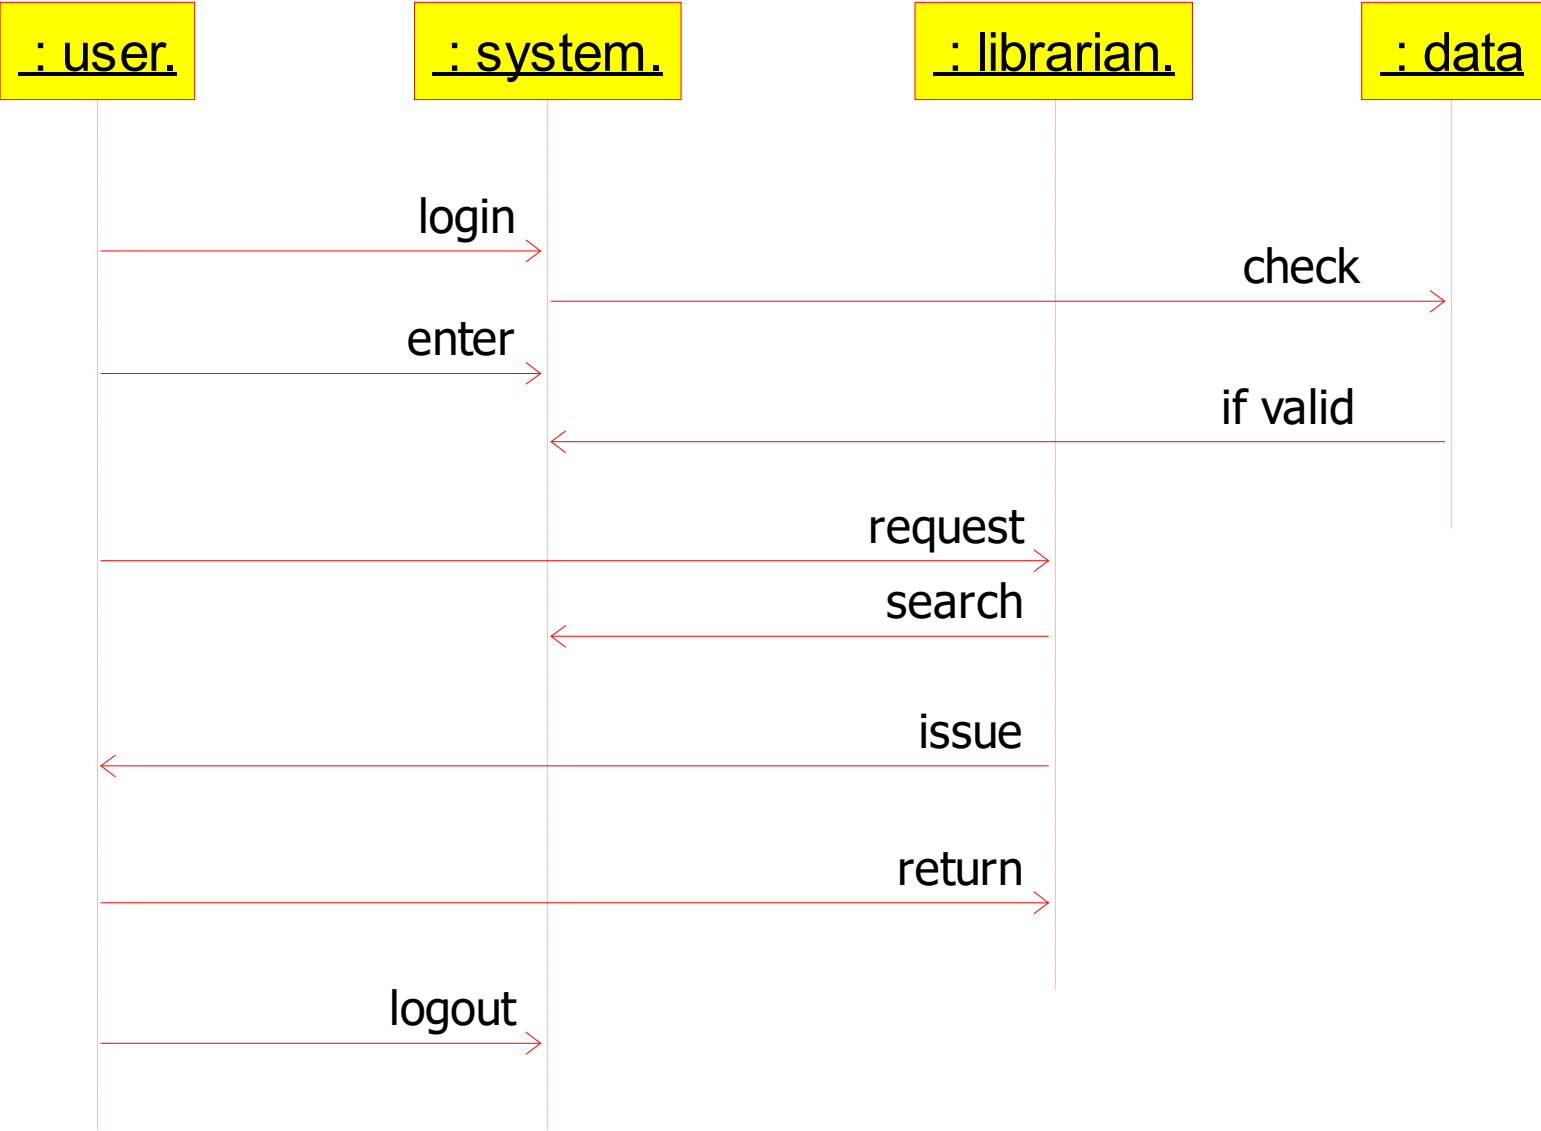 : user.
: system.
: librarian.
: data
login
check
enter
if valid
request
search
issue
return
logout